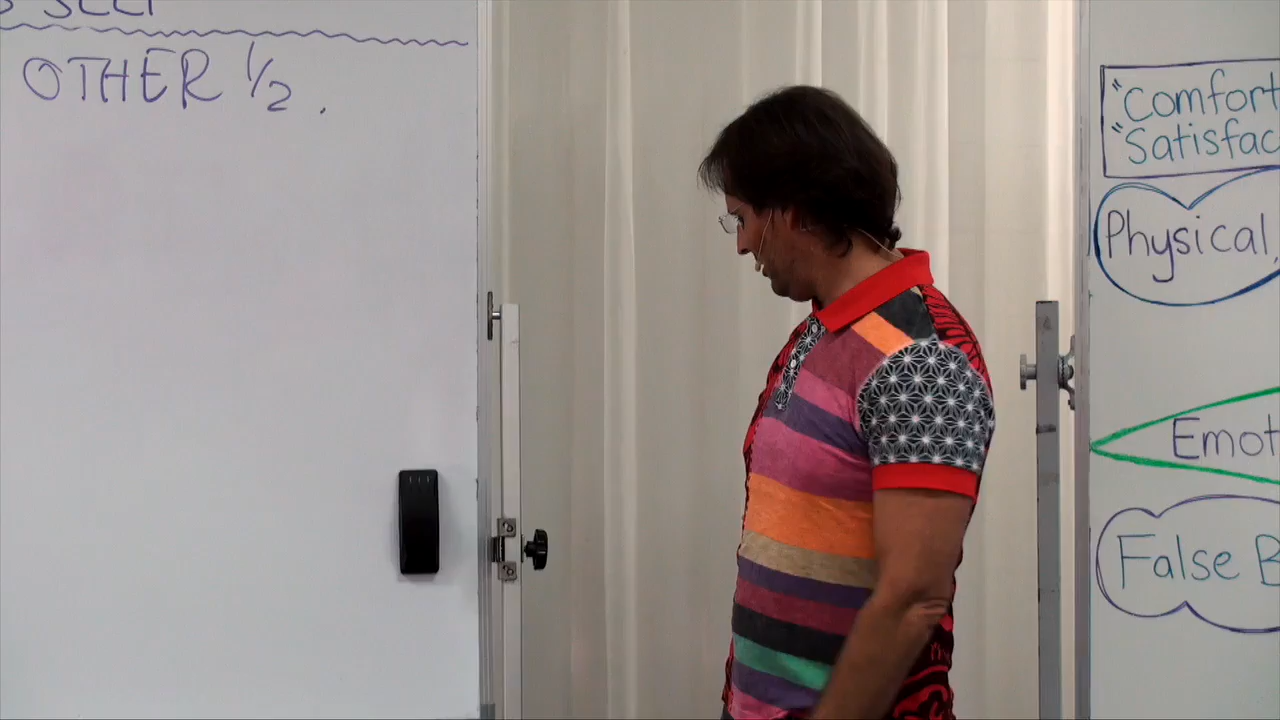 OTHER 1/2.
"Comfort
"Satisfac
Physical,
Emot
False B